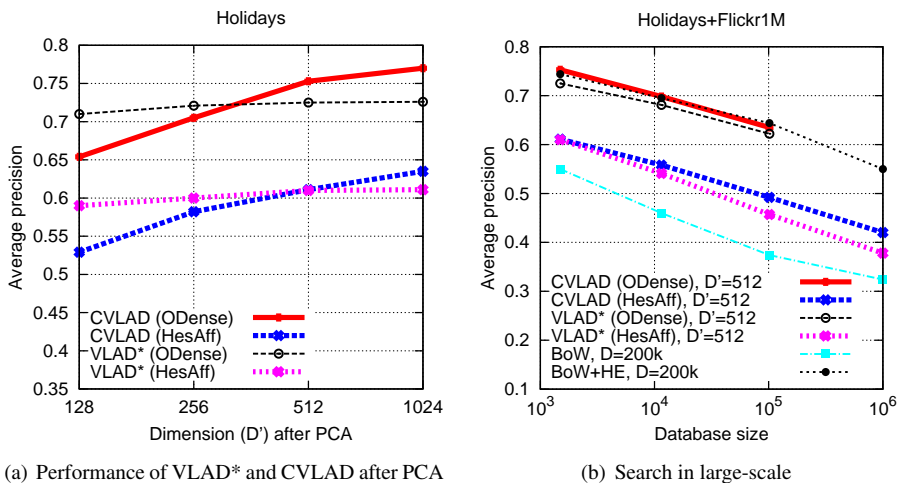 Holidays
Average precision
0.8
0.75
0.7
0.65
0.6
0.55
0.5
0.45
0.4
0.35
CVLAD (ODense)
CVLAD (HesAff)
VLAD* (ODense)
VLAD* (HesAff)
128 256 512 1024
Dimension (D') after PCA
(a) Performance of VLAD* and CVLAD after PCA
Holidays+Flickr1M
Average precision
0.8
0.7
0.6
0.5
0.4
0.3
0.2
0.1
CVLAD (ODense), D'=512
CVLAD (HesAff), D'=512
VLAD* (ODense), D'=512
VLAD* (HesAff), D'=512
BoW, D=200k
BoW+HE, D=200k
10³ 10⁴ 10⁵ 10⁶
Database size
(b) Search in large-scale